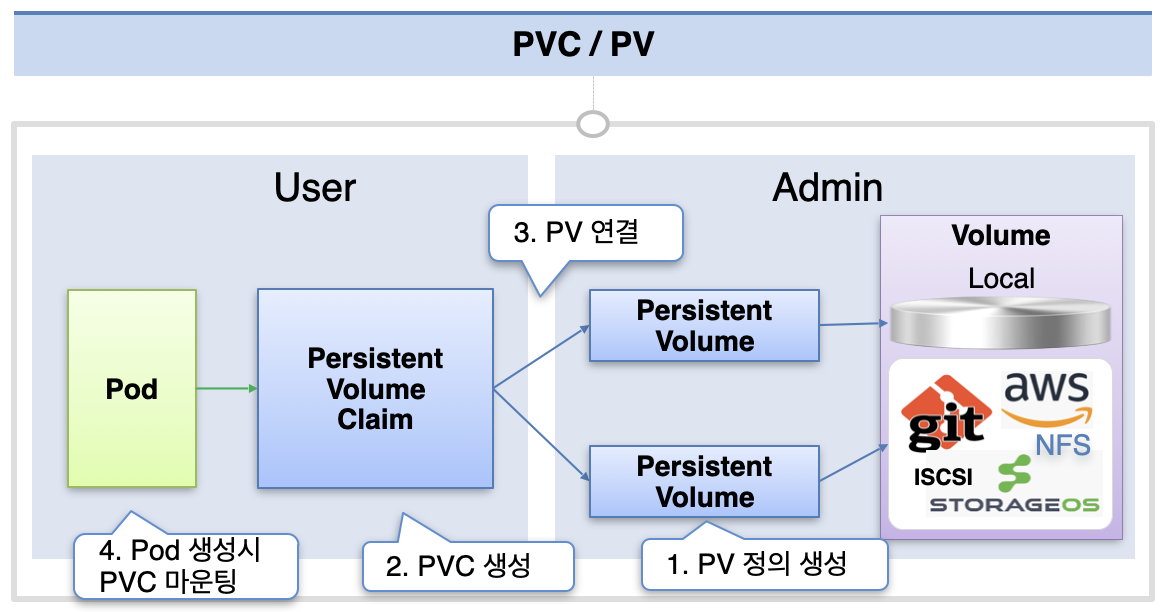 PVC / PV
User
Admin
3. PV 연결
Volume
Local
Pod
Persistent
Volume
Claim
Persistent
Volume
Persistent
Volume
git
aws
NFS
ISCSI
STORAGEOS
4. Pod 생성시
PVC 마운팅
2. PVC 생성
1. PV 정의 생성